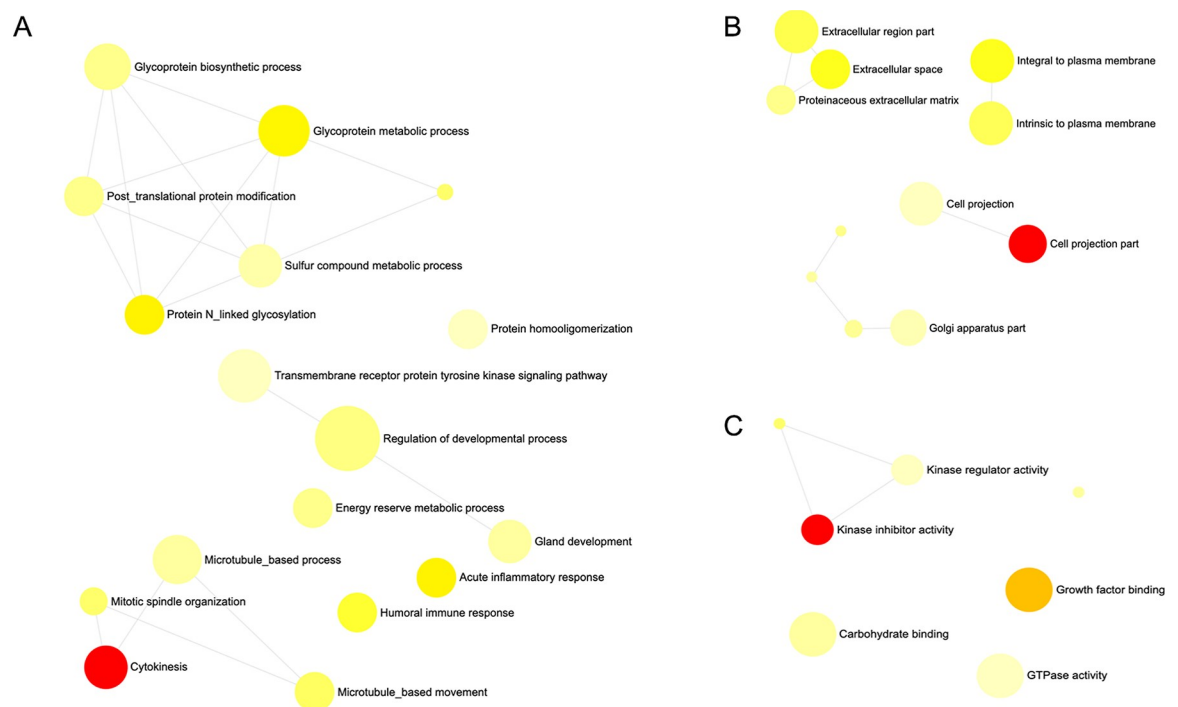 A
Glycoprotein biosynthetic process
Glycoprotein metabolic process
Post_translational protein modification
Sulfur compound metabolic process
Protein N_linked glycosylation
Protein homooligomerization
Transmembrane receptor protein tyrosine kinase signaling pathway
Regulation of developmental process
Energy reserve metabolic process
Gland development
Microtubule_based process
Acute inflammatory response
Mitotic spindle organization
Humoral immune response
Cytokinesis
Microtubule_based movement
B
Extracellular region part
Extracellular space
Integral to plasma membrane
Proteinaceous extracellular matrix
Intrinsic to plasma membrane
Cell projection
Cell projection part
Golgi apparatus part
C
Kinase regulator activity
Kinase inhibitor activity
Growth factor binding
Carbohydrate binding
GTPase activity